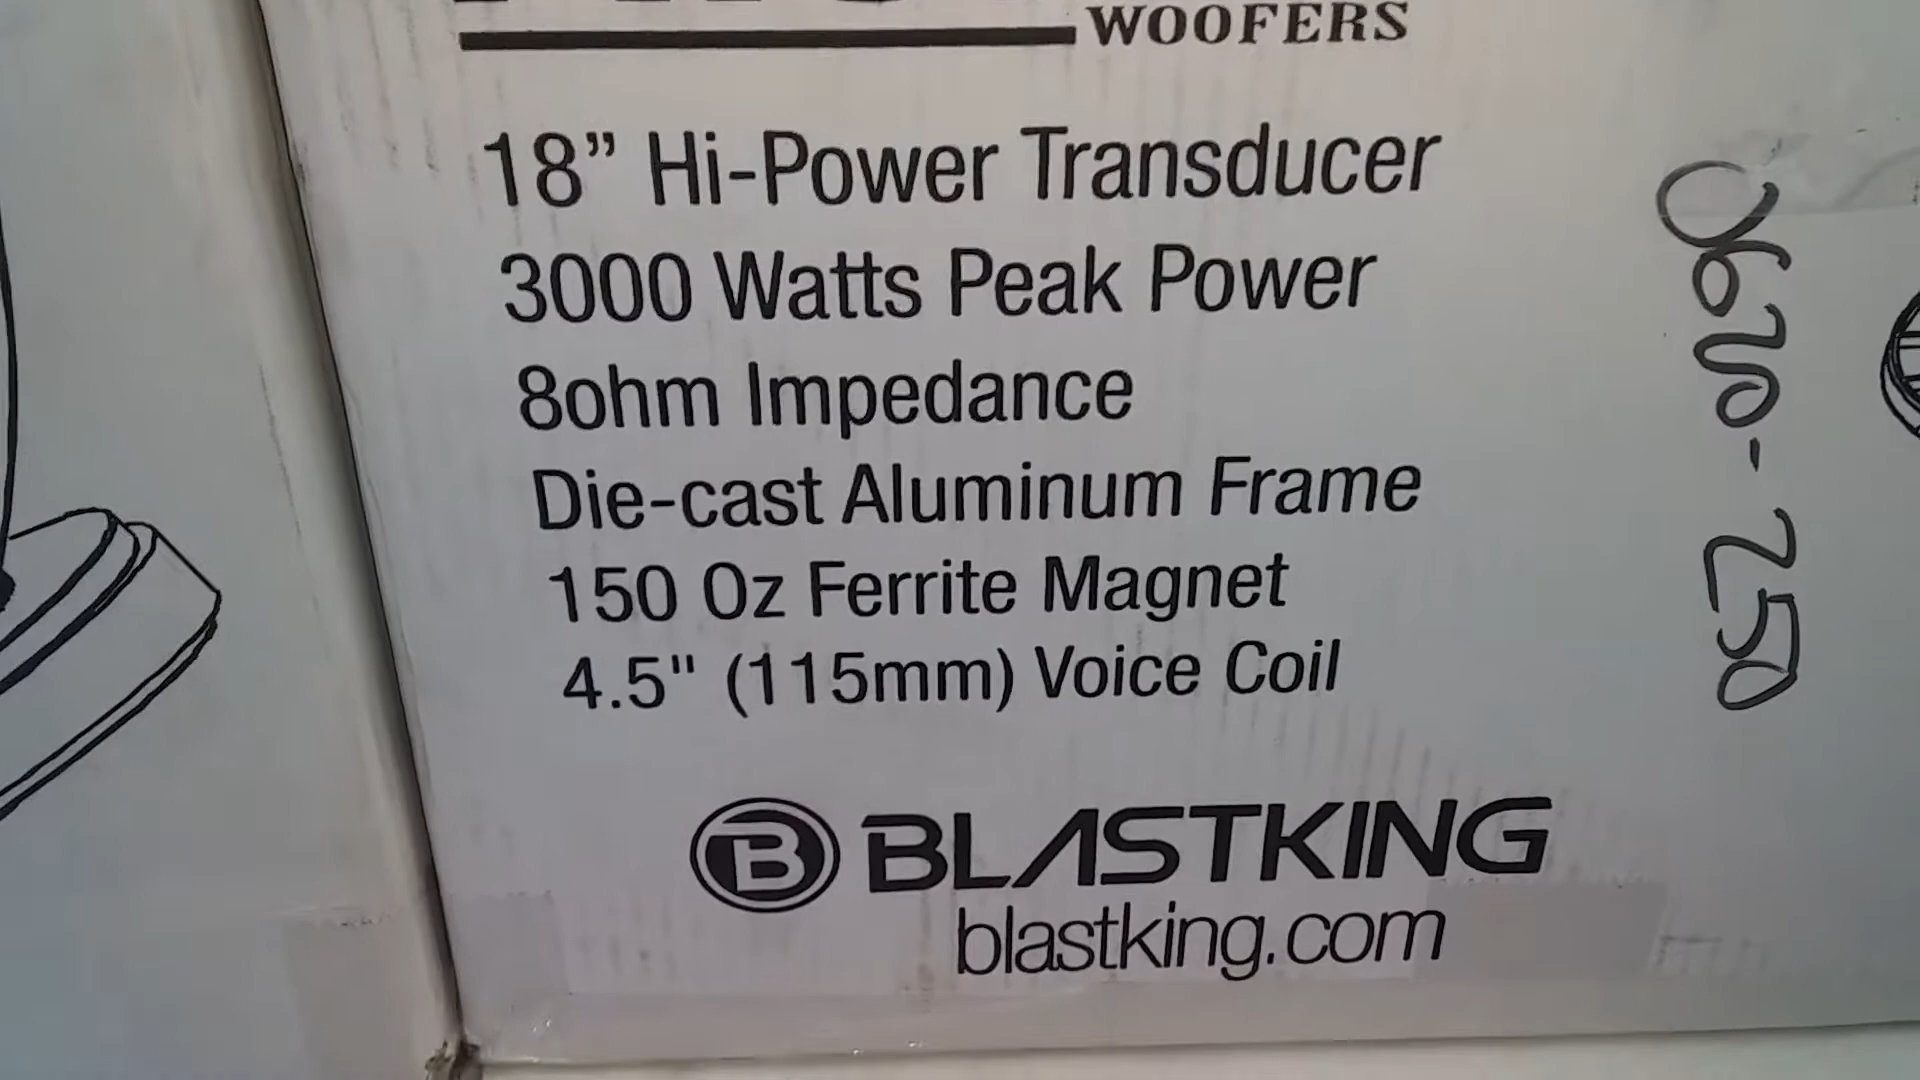 WOOFERS
18” Hi-Power Transducer
3000 Watts Peak Power
8ohm Impedance
Die-cast Aluminum Frame
150 Oz Ferrite Magnet
4.5" (115mm) Voice Coil
B BLASTKING
blastking.com
250